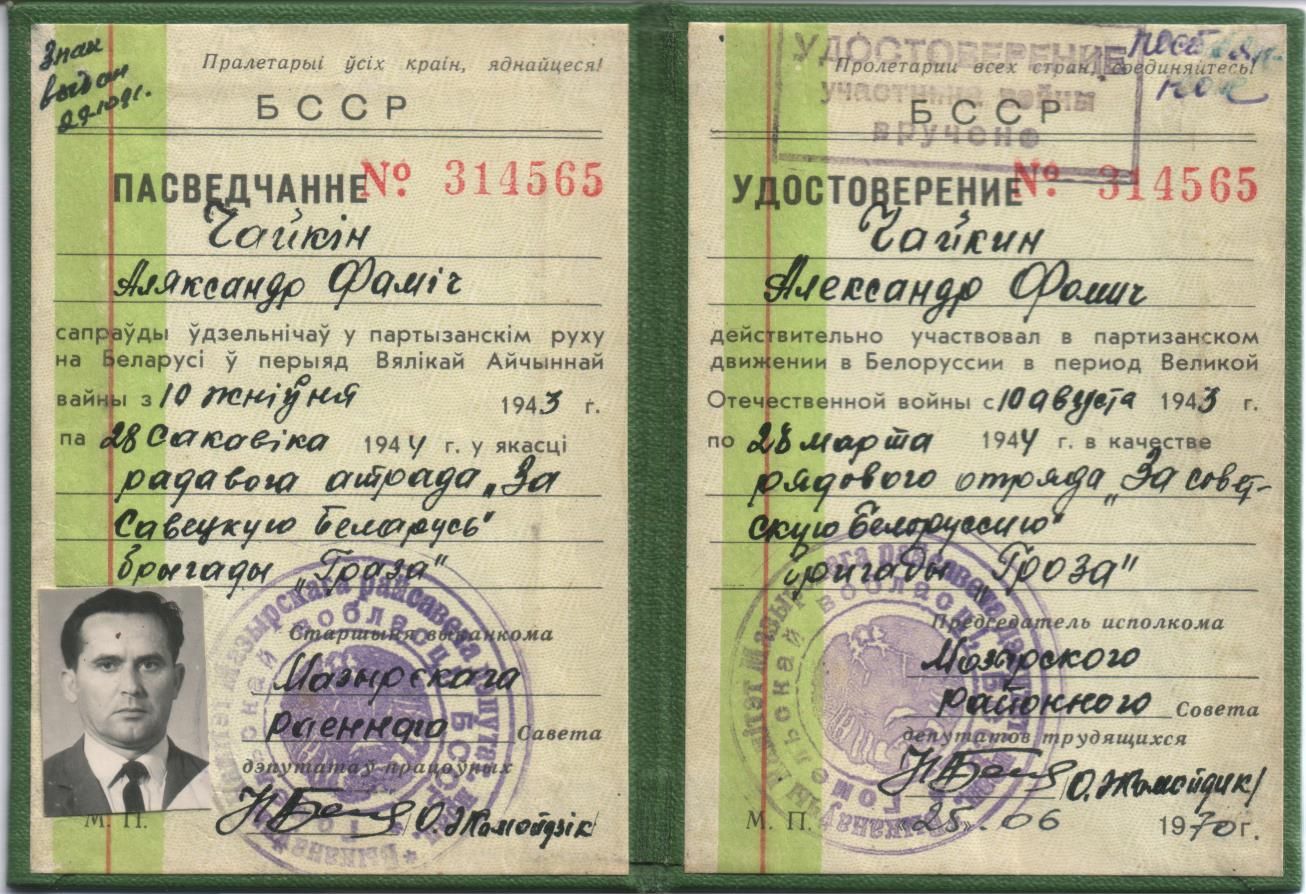 Знак
выдан
29.10.91.
Пралетарыі ўсіх краін, яднайцеся!
БССР
ПАСВЕДЧАННЕ № 314565
Чайкін
Аляксандр Фаміч
сапраўды ўдзельнічаў у партызанскім руху
на Беларусі ў перыяд Вялікай Айчыннай
вайны з 10 жніўня 1943 г.
па 28 сакавіка 1944 г. у якасці
радавога атрада „За
Савецкую Беларусь"
брыгады „Граза"
Старшыня выканкома
Мазырскага
раённага Савета
дэпутатаў працоўных
О. Жомойдзік
М. П.
УДОСТОВЕРЕНИЕ
участника войны
вручено
Пролетарии всех стран, соединяйтесь!
БССР
УДОСТОВЕРЕНИЕ № 314565
Чайкин
Александр Фомич
действительно участвовал в партизанском
движении в Белоруссии в период Великой
Отечественной войны с 10 августа 1943 г.
по 28 марта 1944 г. в качестве
рядового отряда „За совет-
скую Белоруссию"
бригады „Гроза"
Председатель исполкома
Мозырского
районного Совета
депутатов трудящихся
О. Жомойдик
М. П. «25» 06 1970 г.